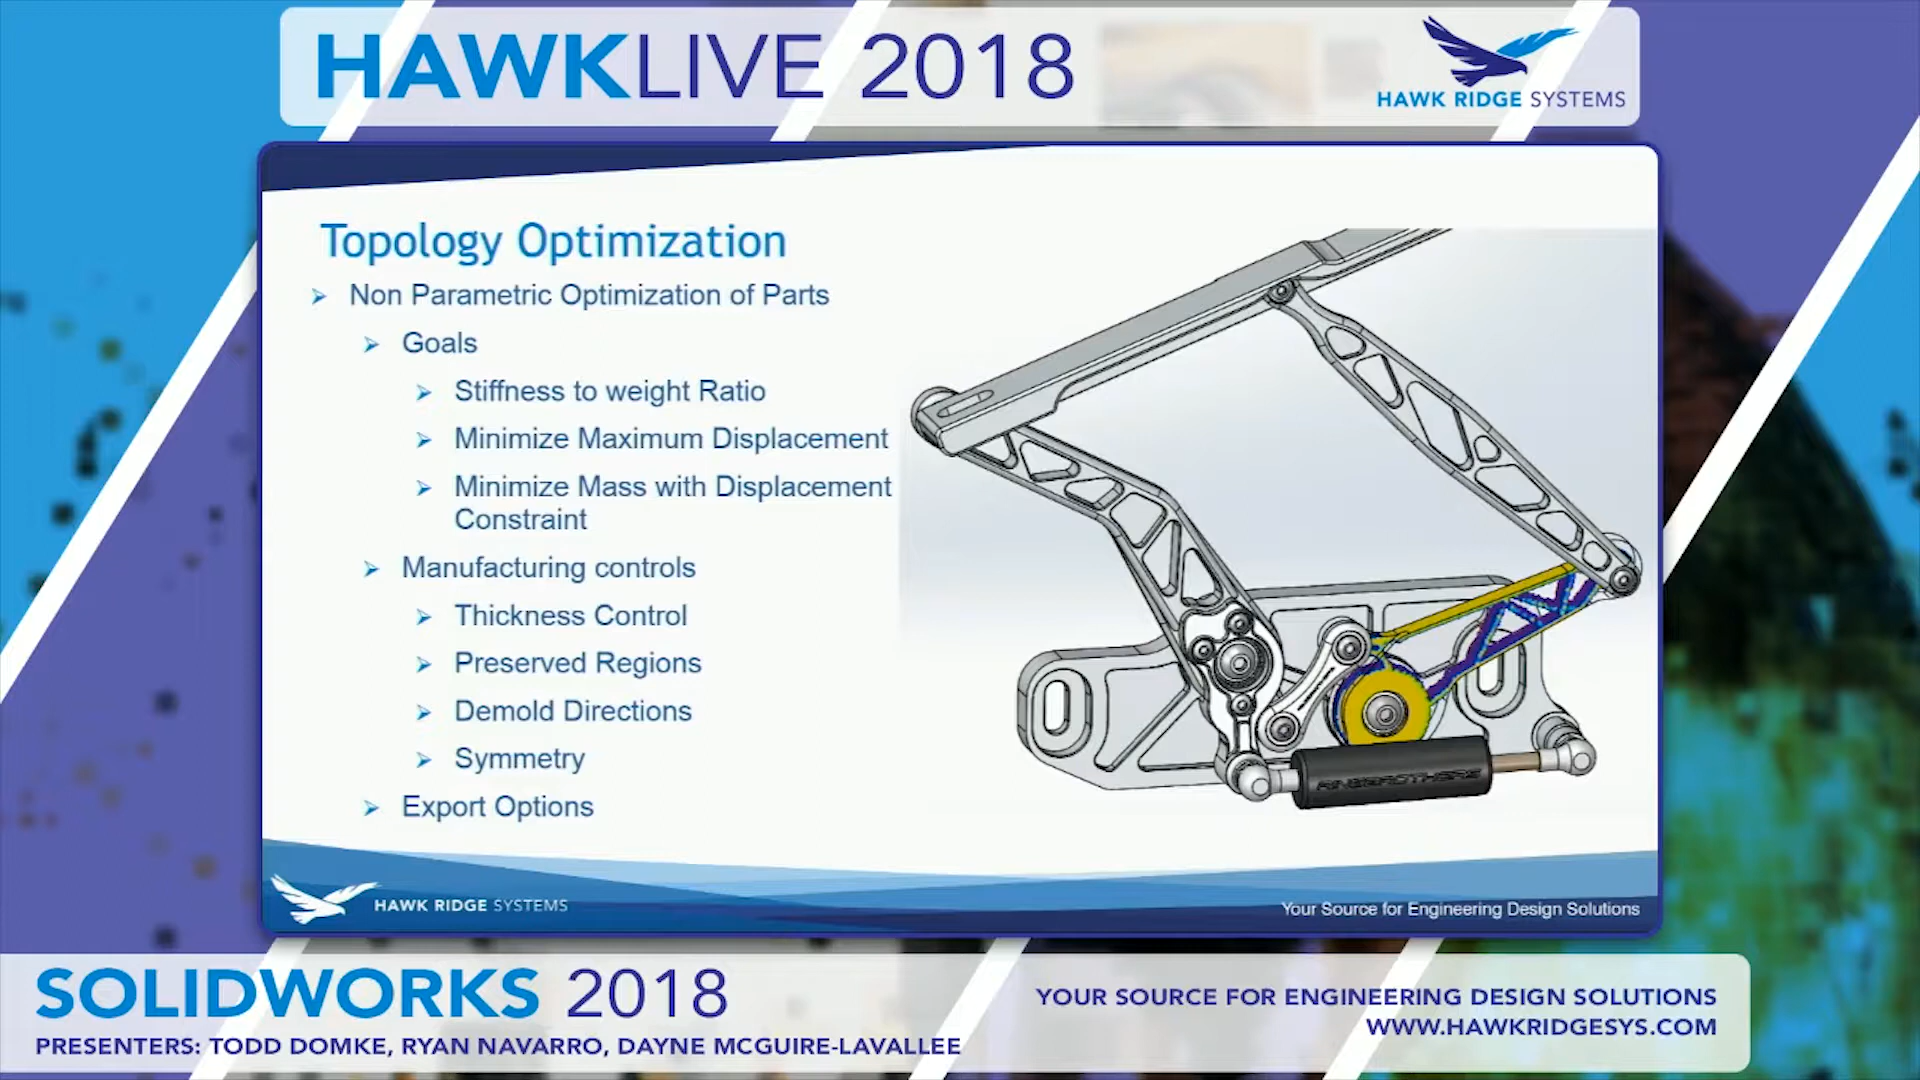 HAWKLIVE 2018
HAWK RIDGE SYSTEMS
Topology Optimization
Non Parametric Optimization of Parts
Goals
Stiffness to weight Ratio
Minimize Maximum Displacement
Minimize Mass with Displacement
Constraint
Manufacturing controls
Thickness Control
Preserved Regions
Demold Directions
Symmetry
Export Options
RINGBROTHERS
HAWK RIDGE SYSTEMS
Your Source for Engineering Design Solutions
SOLIDWORKS 2018
PRESENTERS: TODD DOMKE, RYAN NAVARRO, DAYNE MCGUIRE-LAVALLEE
YOUR SOURCE FOR ENGINEERING DESIGN SOLUTIONS
WWW.HAWKRIDGESYS.COM